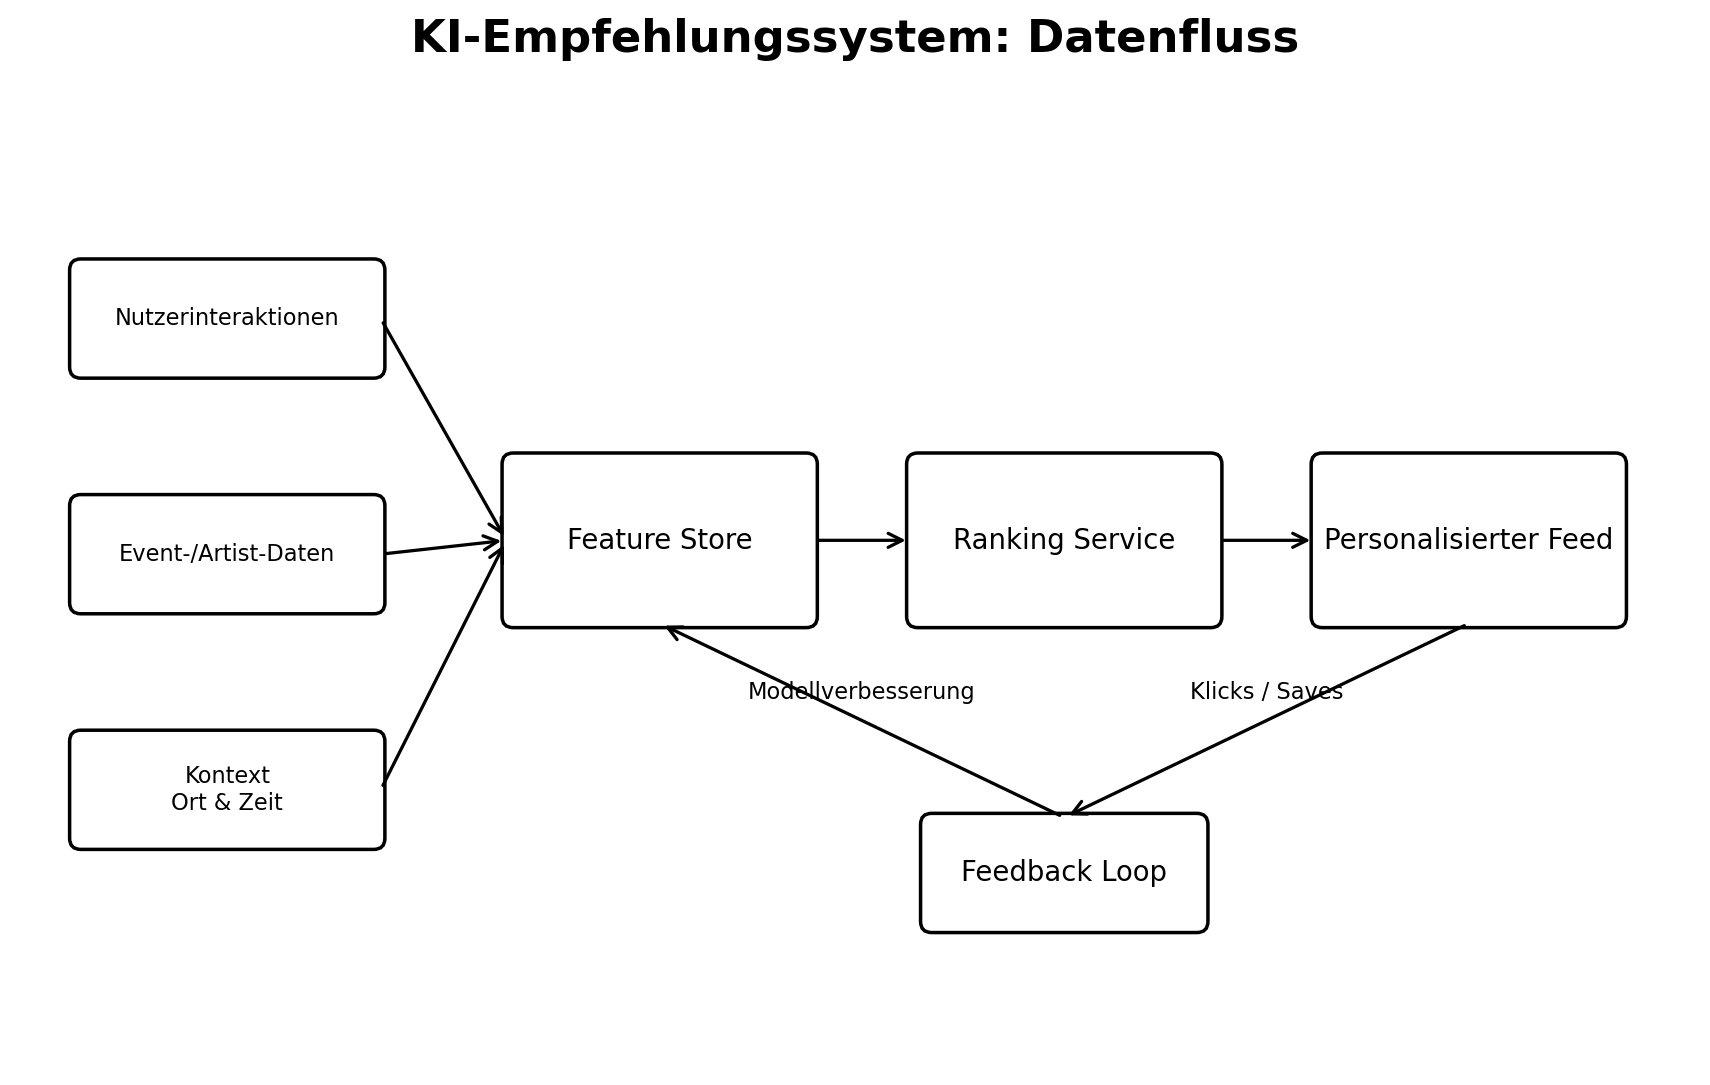 KI-Empfehlungssystem: Datenfluss
Nutzerinteraktionen
Event-/Artist-Daten
Kontext
Ort & Zeit
Feature Store
Ranking Service
Personalisierter Feed
Modellverbesserung
Klicks / Saves
Feedback Loop